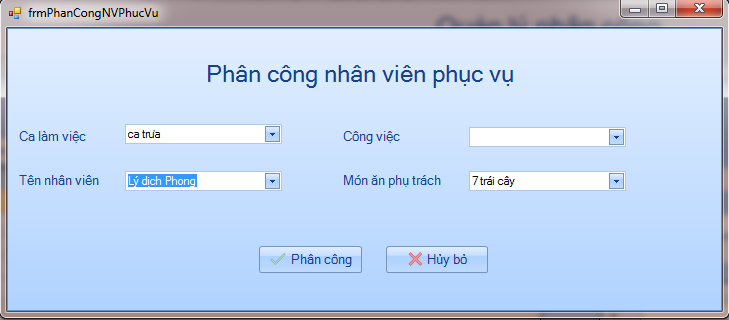 frmPhanCongNVPhucVu
Phân công nhân viên phục vụ
Ca làm việc ca trưa Công việc
Tên nhân viên Lý dịch Phong Món ăn phụ trách 7 trái cây
Phân công Hủy bỏ